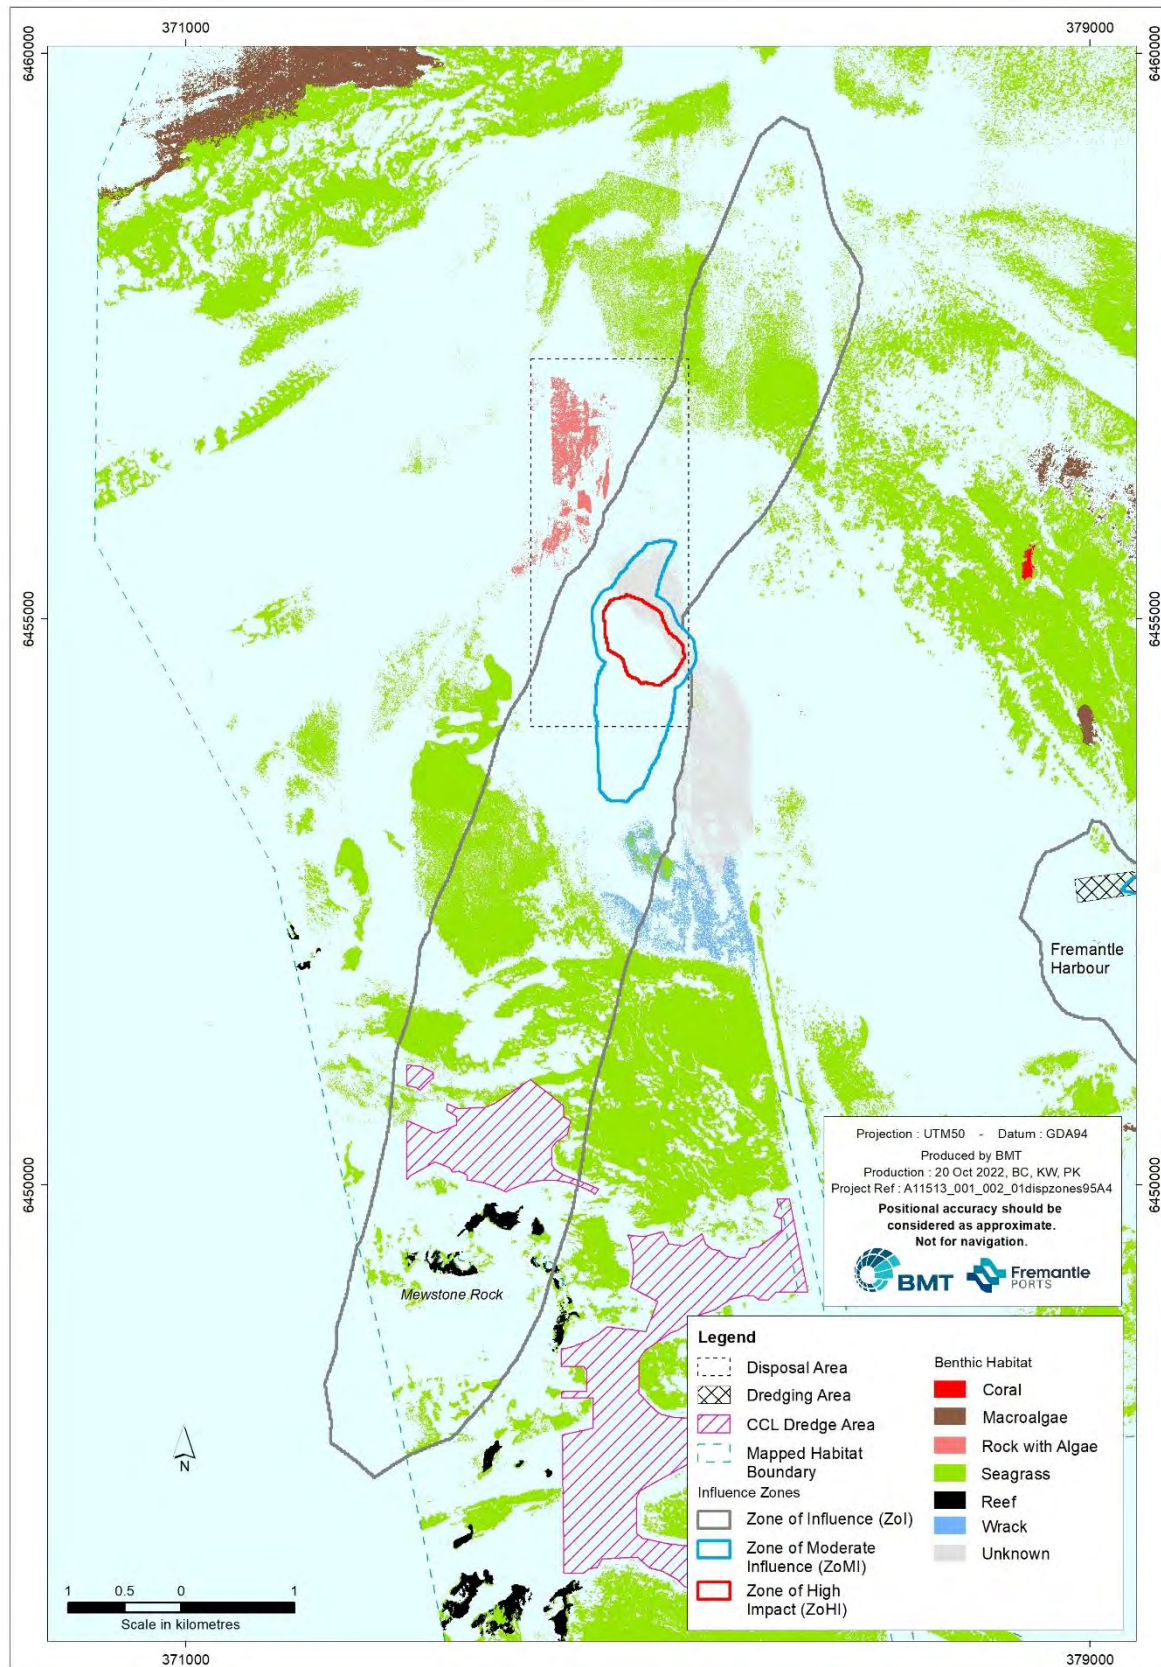 371000
379000
6460000
6460000
6455000
6455000
Fremantle
Harbour
6450000
6450000
Mewstone Rock
Projection : UTM50 - Datum : GDA94
Produced by BMT
Production : 20 Oct 2022, BC, KW, PK
Project Ref : A11513_001_002_01dispzones95A4
Positional accuracy should be
considered as approximate.
Not for navigation.
BMT
Fremantle
PORTS
Legend
Disposal Area
Dredging Area
CCL Dredge Area
Mapped Habitat
Boundary
Influence Zones
Zone of Influence (ZoI)
Zone of Moderate
Influence (ZoMI)
Zone of High
Impact (ZoHI)
Benthic Habitat
Coral
Macroalgae
Rock with Algae
Seagrass
Reef
Wrack
Unknown
N
1 0.5 0 1
Scale in kilometres
371000
379000